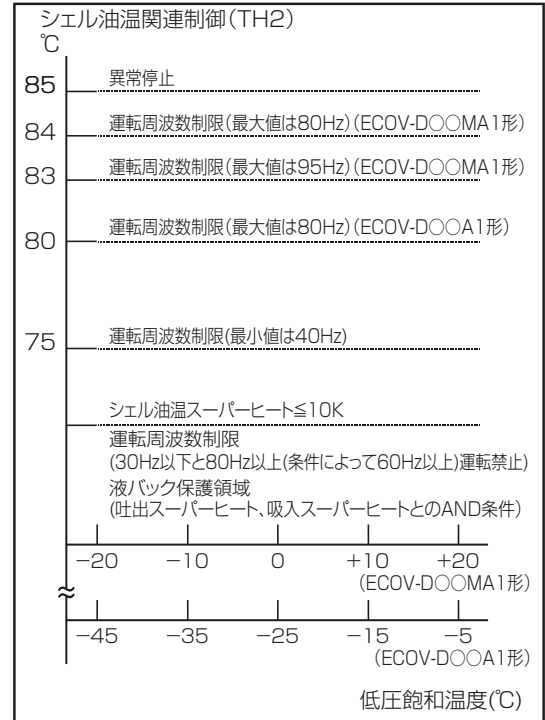 シェル油温関連制御(TH2)
℃
85 異常停止
84 運転周波数制限(最大値は80Hz)(ECOV-D○○MA1形)
83 運転周波数制限(最大値は95Hz)(ECOV-D○○MA1形)
80 運転周波数制限(最大値は80Hz)(ECOV-D○○A1形)
75 運転周波数制限(最小値は40Hz)
シェル油温スーパーヒート≦10K
運転周波数制限
(30Hz以下と80Hz以上(条件によって60Hz以上)運転禁止)
液バック保護領域
(吐出スーパーヒート、吸入スーパーヒートとのAND条件)
−20 −10 0 +10 +20
(ECOV-D○○MA1形)
≈
−45 −35 −25 −15 −5
(ECOV-D○○A1形)
低圧飽和温度(℃)